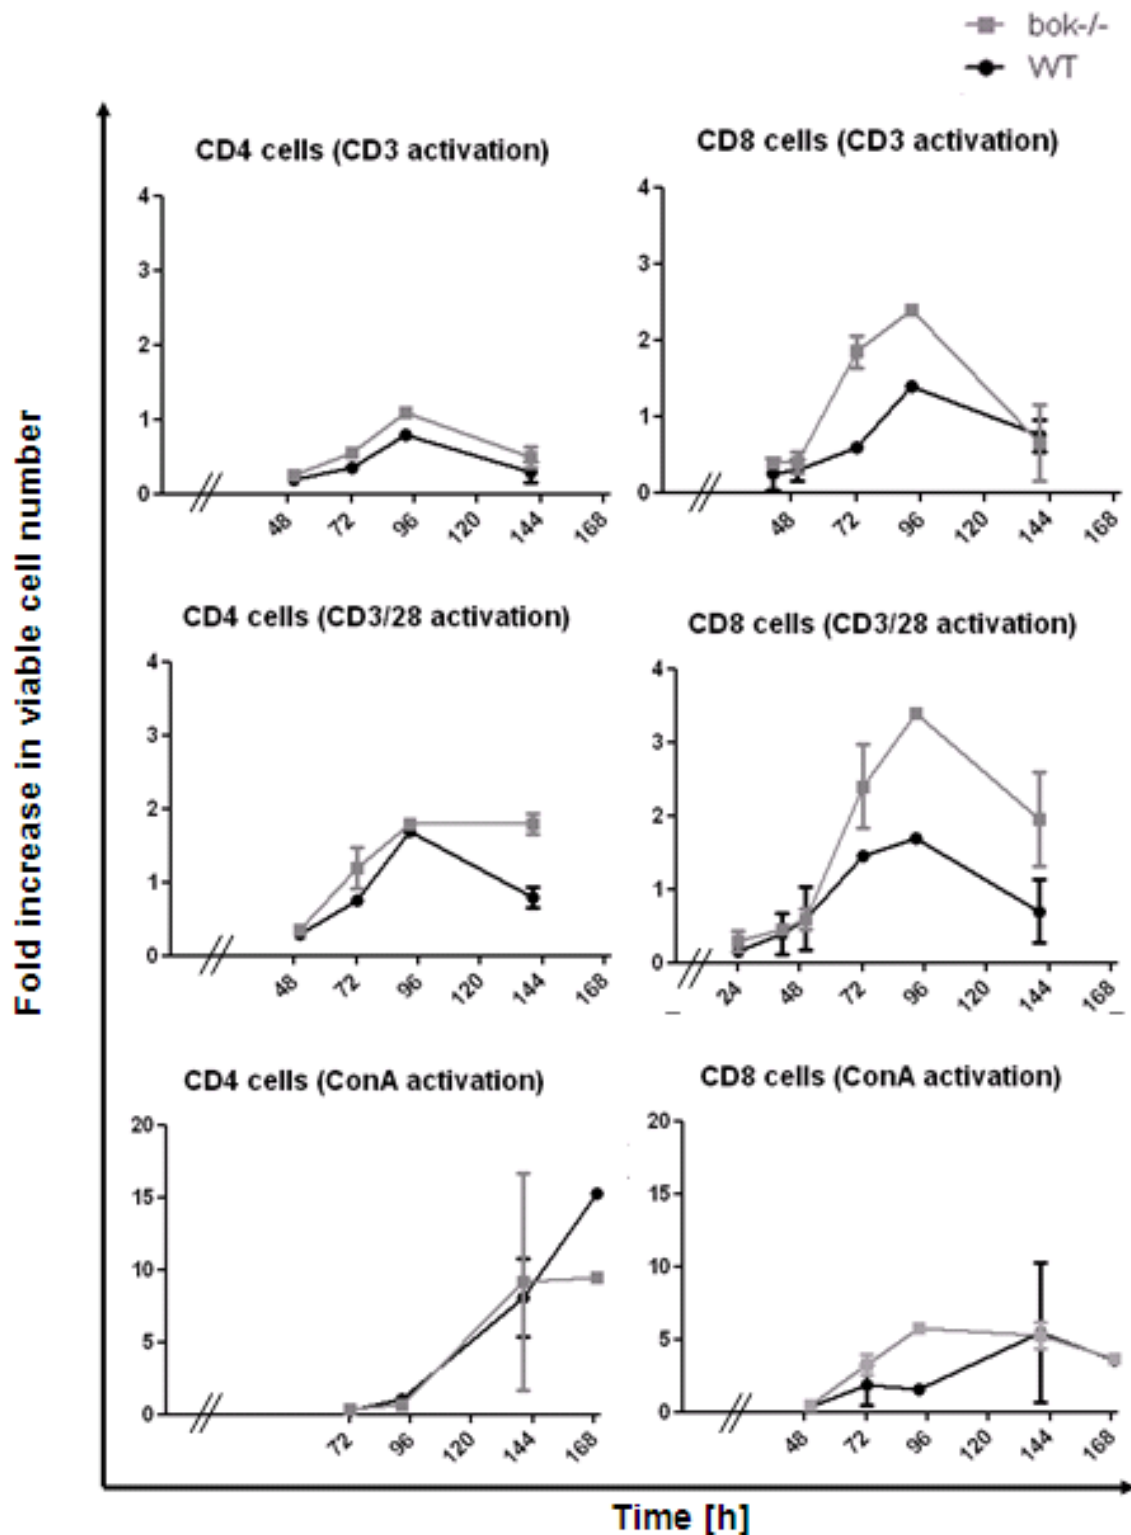 bok-/-
WT
CD4 cells (CD3 activation)
4
3
2
1
0
48 72 96 120 144 168
CD8 cells (CD3 activation)
4
3
2
1
0
48 72 96 120 144 168
CD4 cells (CD3/28 activation)
4
3
2
1
0
48 72 96 120 144 168
CD8 cells (CD3/28 activation)
4
3
2
1
0
24 48 72 96 120 144 168
CD4 cells (ConA activation)
20
15
10
5
0
72 96 120 144 168
CD8 cells (ConA activation)
20
15
10
5
0
48 72 96 120 144 168
Fold increase in viable cell number
Time [h]